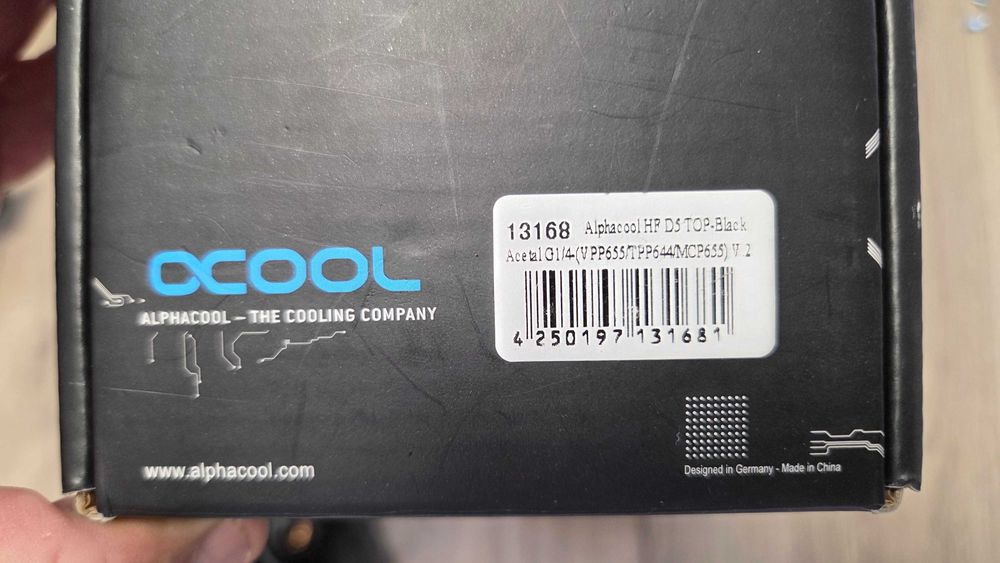 13168 Alphacool HF D5 TOP-Black
Acetal G1/4-(VPP655/TPP644/MCP655) V.2
4 250197 131681
αCOOL
ALPHACOOL – THE COOLING COMPANY
www.alphacool.com
Designed in Germany - Made in China